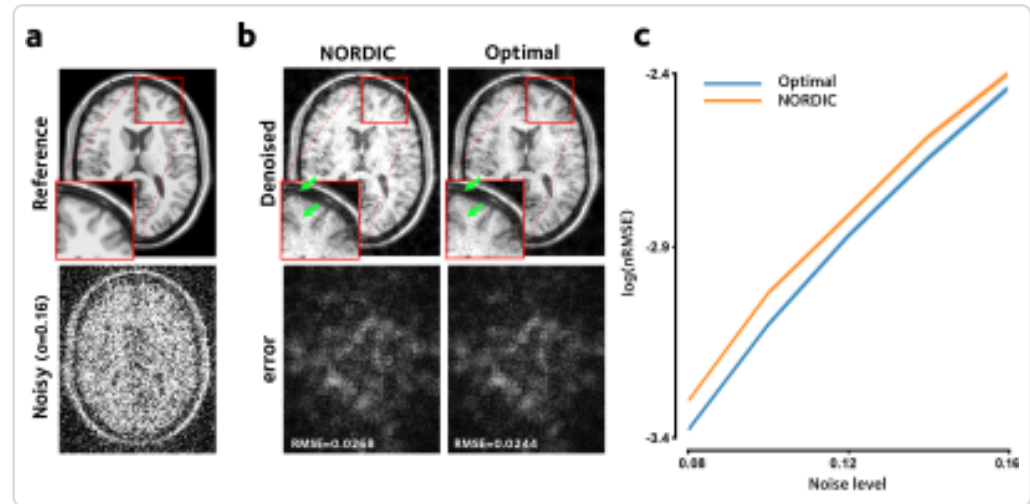 a
Reference
Noisy (σ=0.16)
b
NORDIC
Optimal
Denoised
error
RMSE=0.0268
RMSE=0.0244
c
Optimal
NORDIC
log(nRMSE)
-2.4
-2.9
-3.4
0.08
0.12
0.16
Noise level